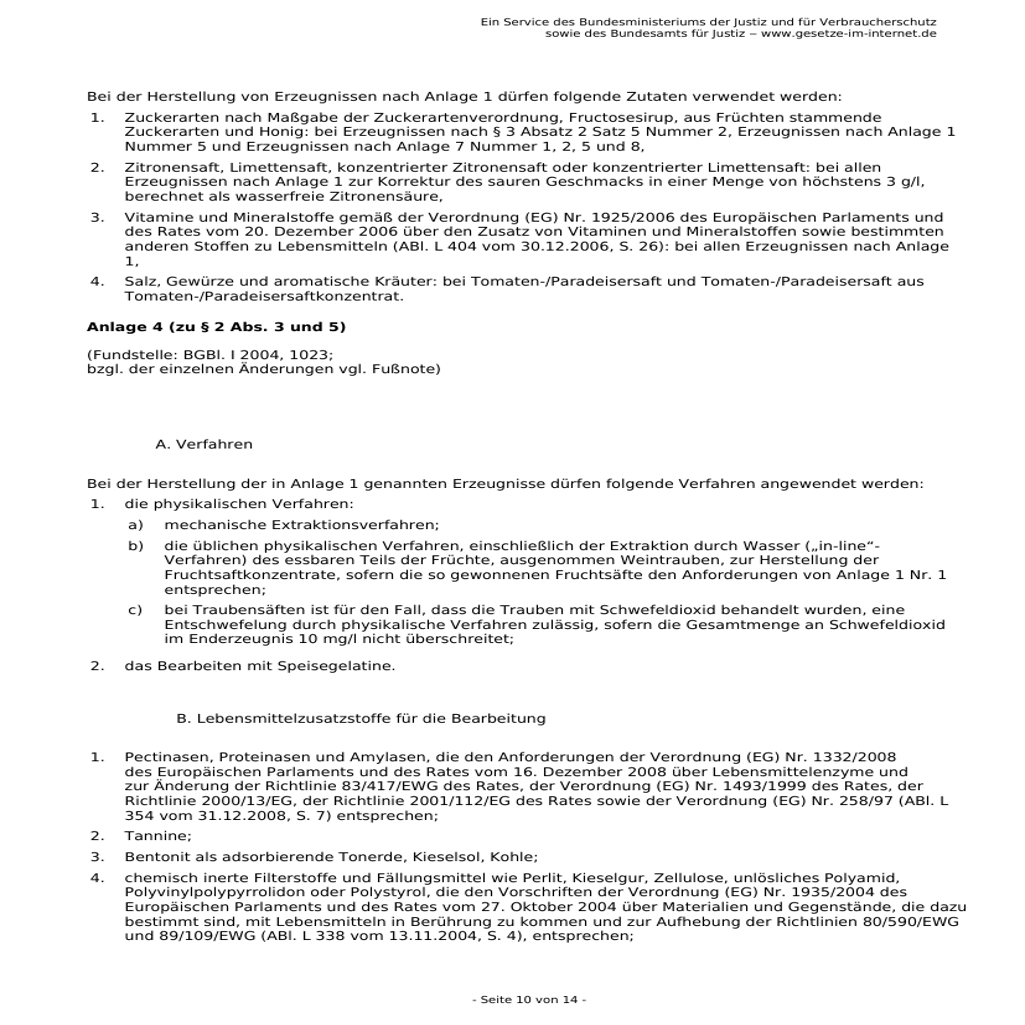 Ein Service des Bundesministeriums der Justiz und für Verbraucherschutz
sowie des Bundesamts für Justiz – www.gesetze-im-internet.de
Bei der Herstellung von Erzeugnissen nach Anlage 1 dürfen folgende Zutaten verwendet werden:
1. Zuckerarten nach Maßgabe der Zuckerartenverordnung, Fructosesirup, aus Früchten stammende
Zuckerarten und Honig: bei Erzeugnissen nach § 3 Absatz 2 Satz 5 Nummer 2, Erzeugnissen nach Anlage 1
Nummer 5 und Erzeugnissen nach Anlage 7 Nummer 1, 2, 5 und 8,
2. Zitronensaft, Limettensaft, konzentrierter Zitronensaft oder konzentrierter Limettensaft: bei allen
Erzeugnissen nach Anlage 1 zur Korrektur des sauren Geschmacks in einer Menge von höchstens 3 g/l,
berechnet als wasserfreie Zitronensäure,
3. Vitamine und Mineralstoffe gemäß der Verordnung (EG) Nr. 1925/2006 des Europäischen Parlaments und
des Rates vom 20. Dezember 2006 über den Zusatz von Vitaminen und Mineralstoffen sowie bestimmten
anderen Stoffen zu Lebensmitteln (ABl. L 404 vom 30.12.2006, S. 26): bei allen Erzeugnissen nach Anlage
1,
4. Salz, Gewürze und aromatische Kräuter: bei Tomaten-/Paradeisersaft und Tomaten-/Paradeisersaft aus
Tomaten-/Paradeisersaftkonzentrat.
Anlage 4 (zu § 2 Abs. 3 und 5)
(Fundstelle: BGBl. I 2004, 1023;
bzgl. der einzelnen Änderungen vgl. Fußnote)
A. Verfahren
Bei der Herstellung der in Anlage 1 genannten Erzeugnisse dürfen folgende Verfahren angewendet werden:
1. die physikalischen Verfahren:
a) mechanische Extraktionsverfahren;
b) die üblichen physikalischen Verfahren, einschließlich der Extraktion durch Wasser („in-line“-
Verfahren) des essbaren Teils der Früchte, ausgenommen Weintrauben, zur Herstellung der
Fruchtsaftkonzentrate, sofern die so gewonnenen Fruchtsäfte den Anforderungen von Anlage 1 Nr. 1
entsprechen;
c) bei Traubensäften ist für den Fall, dass die Trauben mit Schwefeldioxid behandelt wurden, eine
Entschwefelung durch physikalische Verfahren zulässig, sofern die Gesamtmenge an Schwefeldioxid
im Enderzeugnis 10 mg/l nicht überschreitet;
2. das Bearbeiten mit Speisegelatine.
B. Lebensmittelzusatzstoffe für die Bearbeitung
1. Pectinasen, Proteinasen und Amylasen, die den Anforderungen der Verordnung (EG) Nr. 1332/2008
des Europäischen Parlaments und des Rates vom 16. Dezember 2008 über Lebensmittelenzyme und
zur Änderung der Richtlinie 83/417/EWG des Rates, der Verordnung (EG) Nr. 1493/1999 des Rates, der
Richtlinie 2000/13/EG, der Richtlinie 2001/112/EG des Rates sowie der Verordnung (EG) Nr. 258/97 (ABl. L
354 vom 31.12.2008, S. 7) entsprechen;
2. Tannine;
3. Bentonit als adsorbierende Tonerde, Kieselsol, Kohle;
4. chemisch inerte Filterstoffe und Fällungsmittel wie Perlit, Kieselgur, Zellulose, unlösliches Polyamid,
Polyvinylpolypyrrolidon oder Polystyrol, die den Vorschriften der Verordnung (EG) Nr. 1935/2004 des
Europäischen Parlaments und des Rates vom 27. Oktober 2004 über Materialien und Gegenstände, die dazu
bestimmt sind, mit Lebensmitteln in Berührung zu kommen und zur Aufhebung der Richtlinien 80/590/EWG
und 89/109/EWG (ABl. L 338 vom 13.11.2004, S. 4), entsprechen;
- Seite 10 von 14 -